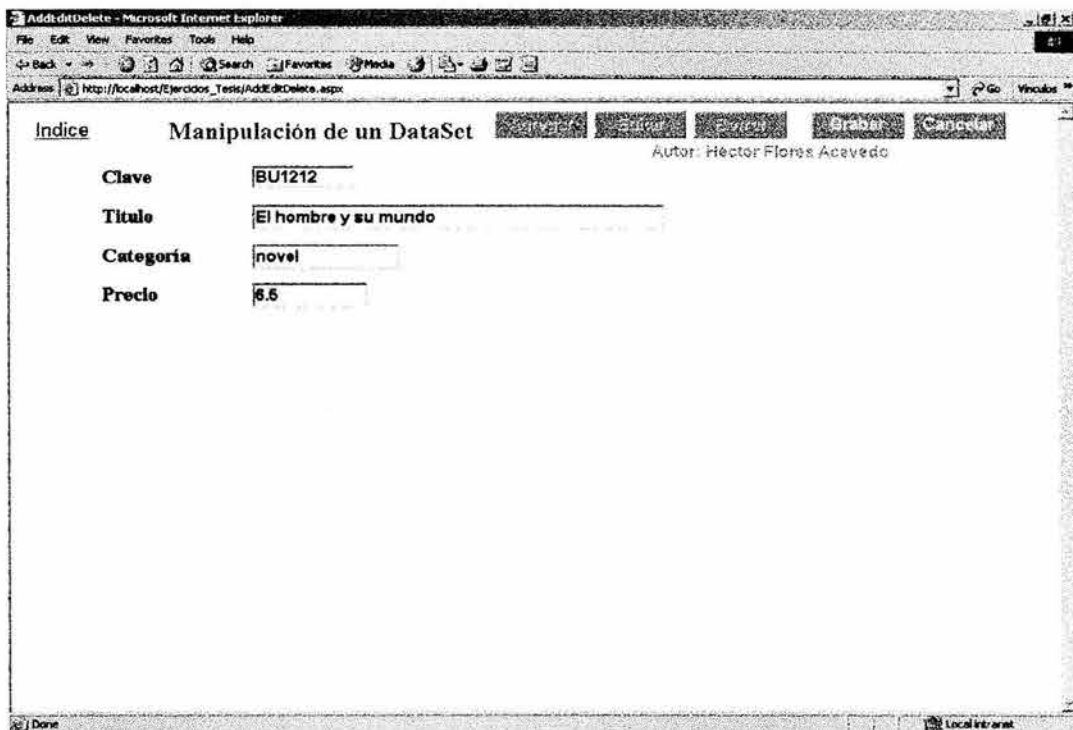 AddEditDelete - Microsoft Internet Explorer
File Edit View Favorites Tools Help
Back Search Favorites Media
Address http://localhost/Ejercicios_Tesis/AddEditDelete.aspx Go Vinculos
Indice Manipulación de un DataSet Grabar Cancelar
Autor: Hector Flores Acevedo
Clave BU1212
Titulo El hombre y su mundo
Categoría novel
Precio 6.5
Done Local intranet